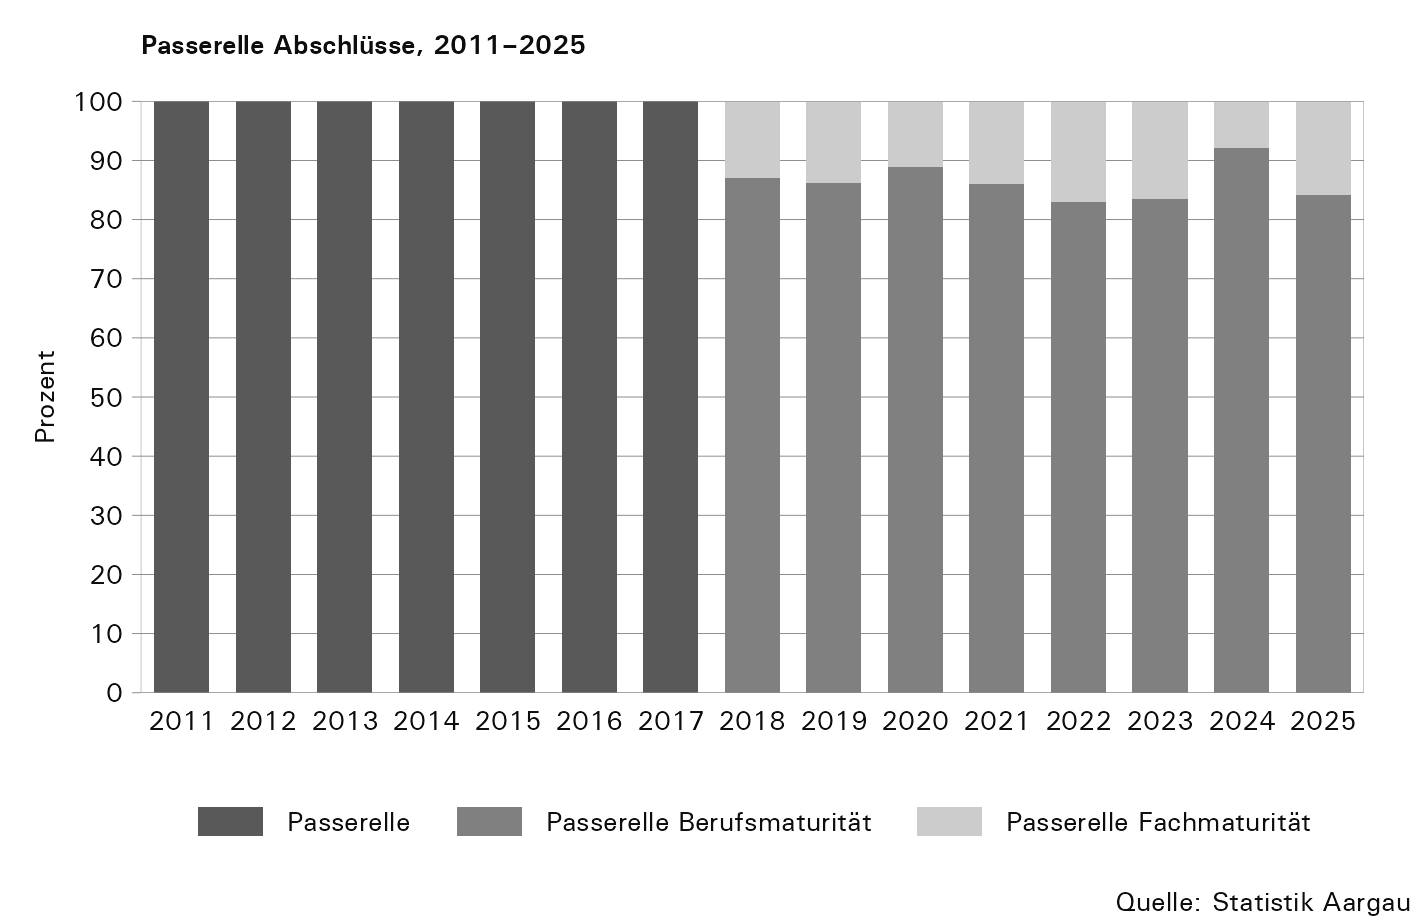 Passerelle Abschlüsse, 2011–2025
100
90
80
70
60
50
40
30
20
10
0
Prozent
2011 2012 2013 2014 2015 2016 2017 2018 2019 2020 2021 2022 2023 2024 2025
Passerelle Passerelle Berufsmaturität Passerelle Fachmaturität
Quelle: Statistik Aargau